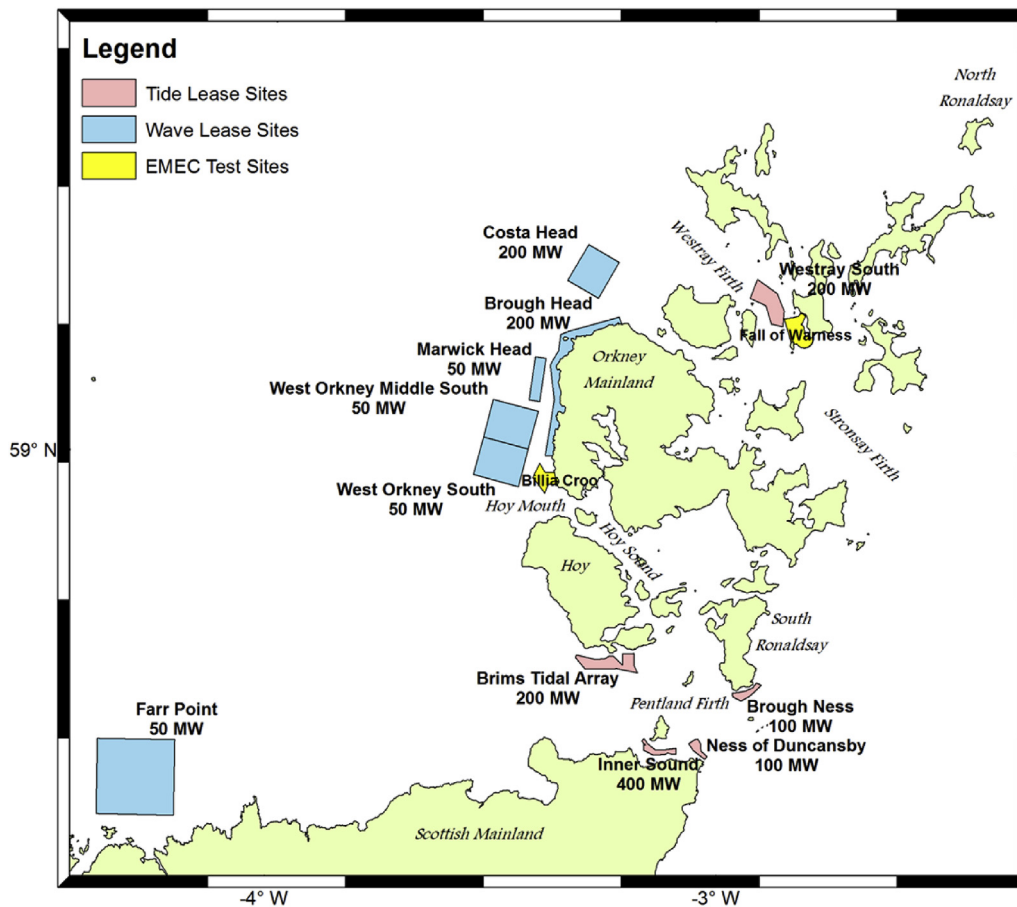 Legend
Tide Lease Sites
Wave Lease Sites
EMEC Test Sites
North
Ronaldsay
Costa Head
200 MW
Westray Firth
Westray South
200 MW
Brough Head
200 MW
Fall of Warness
Marwick Head
50 MW
Orkney
Mainland
West Orkney Middle South
50 MW
Stronsay Firth
59° N
West Orkney South
50 MW
Billia Croo
Hoy Mouth
Hoy Sound
Hoy
South
Ronaldsay
Brims Tidal Array
200 MW
Pentland Firth
Brough Ness
100 MW
Farr Point
50 MW
Ness of Duncansby
100 MW
Inner Sound
400 MW
Scottish Mainland
-4° W
-3° W